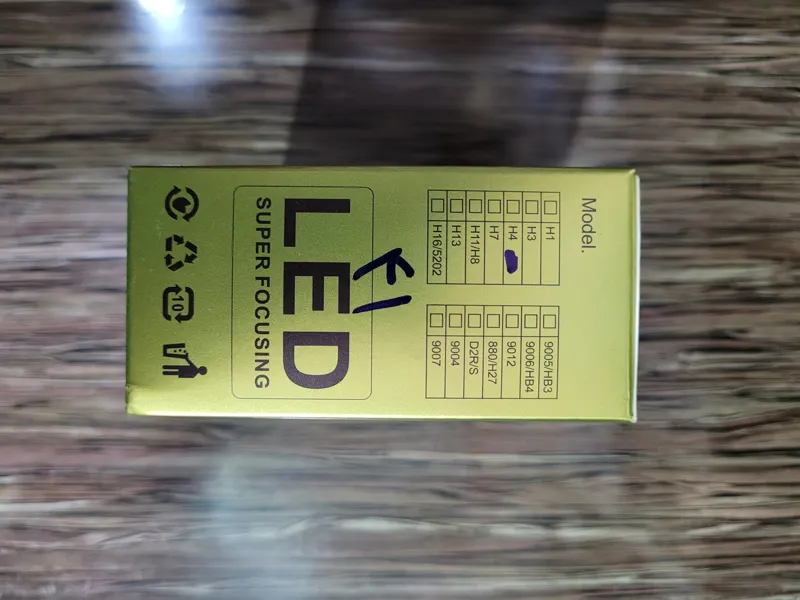 Model.
H1
H3
H4
H7
H11/H8
H13
H16/5202
9005/HB3
9006/HB4
9012
880/H27
D2R/S
9004
9007
F1
LED
SUPER FOCUSING
10